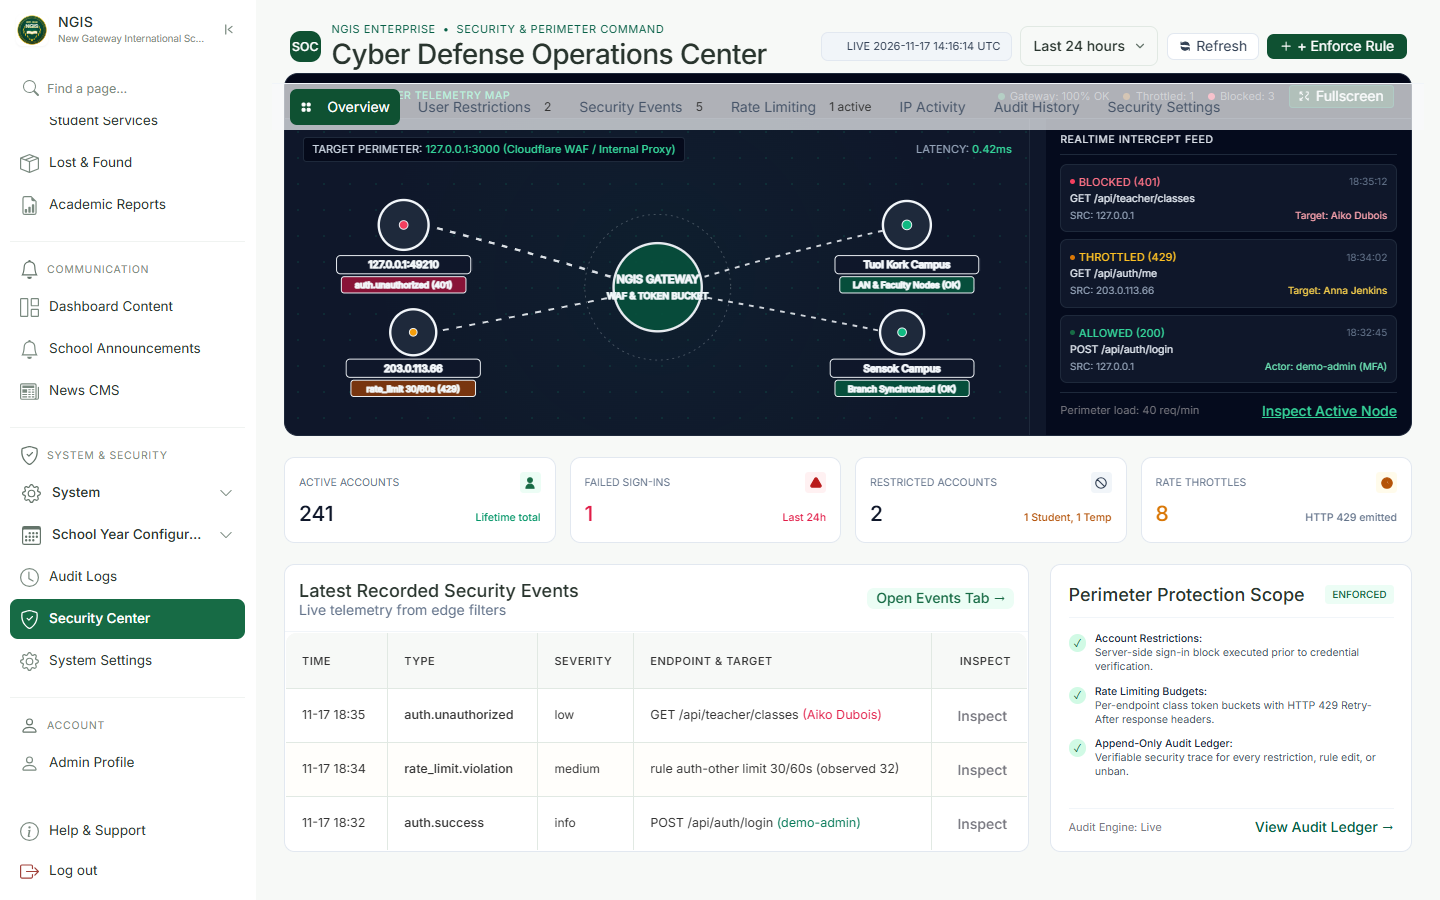 NGIS
New Gateway International Sc...
Find a page...
Student Services
Lost & Found
Academic Reports
COMMUNICATION
Dashboard Content
School Announcements
News CMS
SYSTEM & SECURITY
System
School Year Configur...
Audit Logs
Security Center
System Settings
ACCOUNT
Admin Profile
Help & Support
Log out
SOC
NGIS ENTERPRISE • SECURITY & PERIMETER COMMAND
Cyber Defense Operations Center
LIVE 2026-11-17 14:16:14 UTC
Last 24 hours
Refresh
+ + Enforce Rule
ER TELEMETRY MAP
Gateway: 100% OK
Throttled: 1
Blocked: 3
Fullscreen
Overview
User Restrictions 2
Security Events 5
Rate Limiting 1 active
IP Activity
Audit History
Security Settings
TARGET PERIMETER: 127.0.0.1:3000 (Cloudflare WAF / Internal Proxy)
LATENCY: 0.42ms
127.0.0.1:49210
auth.unauthorized (401)
203.0.113.66
rate_limit 30/60s (429)
NGIS GATEWAY
WAF & TOKEN BUCKET
Tuol Kork Campus
LAN & Faculty Nodes (OK)
Sensok Campus
Branch Synchronized (OK)
REALTIME INTERCEPT FEED
BLOCKED (401) 18:35:12
GET /api/teacher/classes
SRC: 127.0.0.1 Target: Aiko Dubois
THROTTLED (429) 18:34:02
GET /api/auth/me
SRC: 203.0.113.66 Target: Anna Jenkins
ALLOWED (200) 18:32:45
POST /api/auth/login
SRC: 127.0.0.1 Actor: demo-admin (MFA)
Perimeter load: 40 req/min Inspect Active Node
ACTIVE ACCOUNTS
241 Lifetime total
FAILED SIGN-INS
1 Last 24h
RESTRICTED ACCOUNTS
2 1 Student, 1 Temp
RATE THROTTLES
8 HTTP 429 emitted
Latest Recorded Security Events
Live telemetry from edge filters
Open Events Tab →
TIME TYPE SEVERITY ENDPOINT & TARGET INSPECT
11-17 18:35 auth.unauthorized low GET /api/teacher/classes (Aiko Dubois) Inspect
11-17 18:34 rate_limit.violation medium rule auth-other limit 30/60s (observed 32) Inspect
11-17 18:32 auth.success info POST /api/auth/login (demo-admin) Inspect
Perimeter Protection Scope ENFORCED
Account Restrictions:
Server-side sign-in block executed prior to credential
verification.
Rate Limiting Budgets:
Per-endpoint class token buckets with HTTP 429 Retry-
After response headers.
Append-Only Audit Ledger:
Verifiable security trace for every restriction, rule edit, or
unban.
Audit Engine: Live View Audit Ledger →